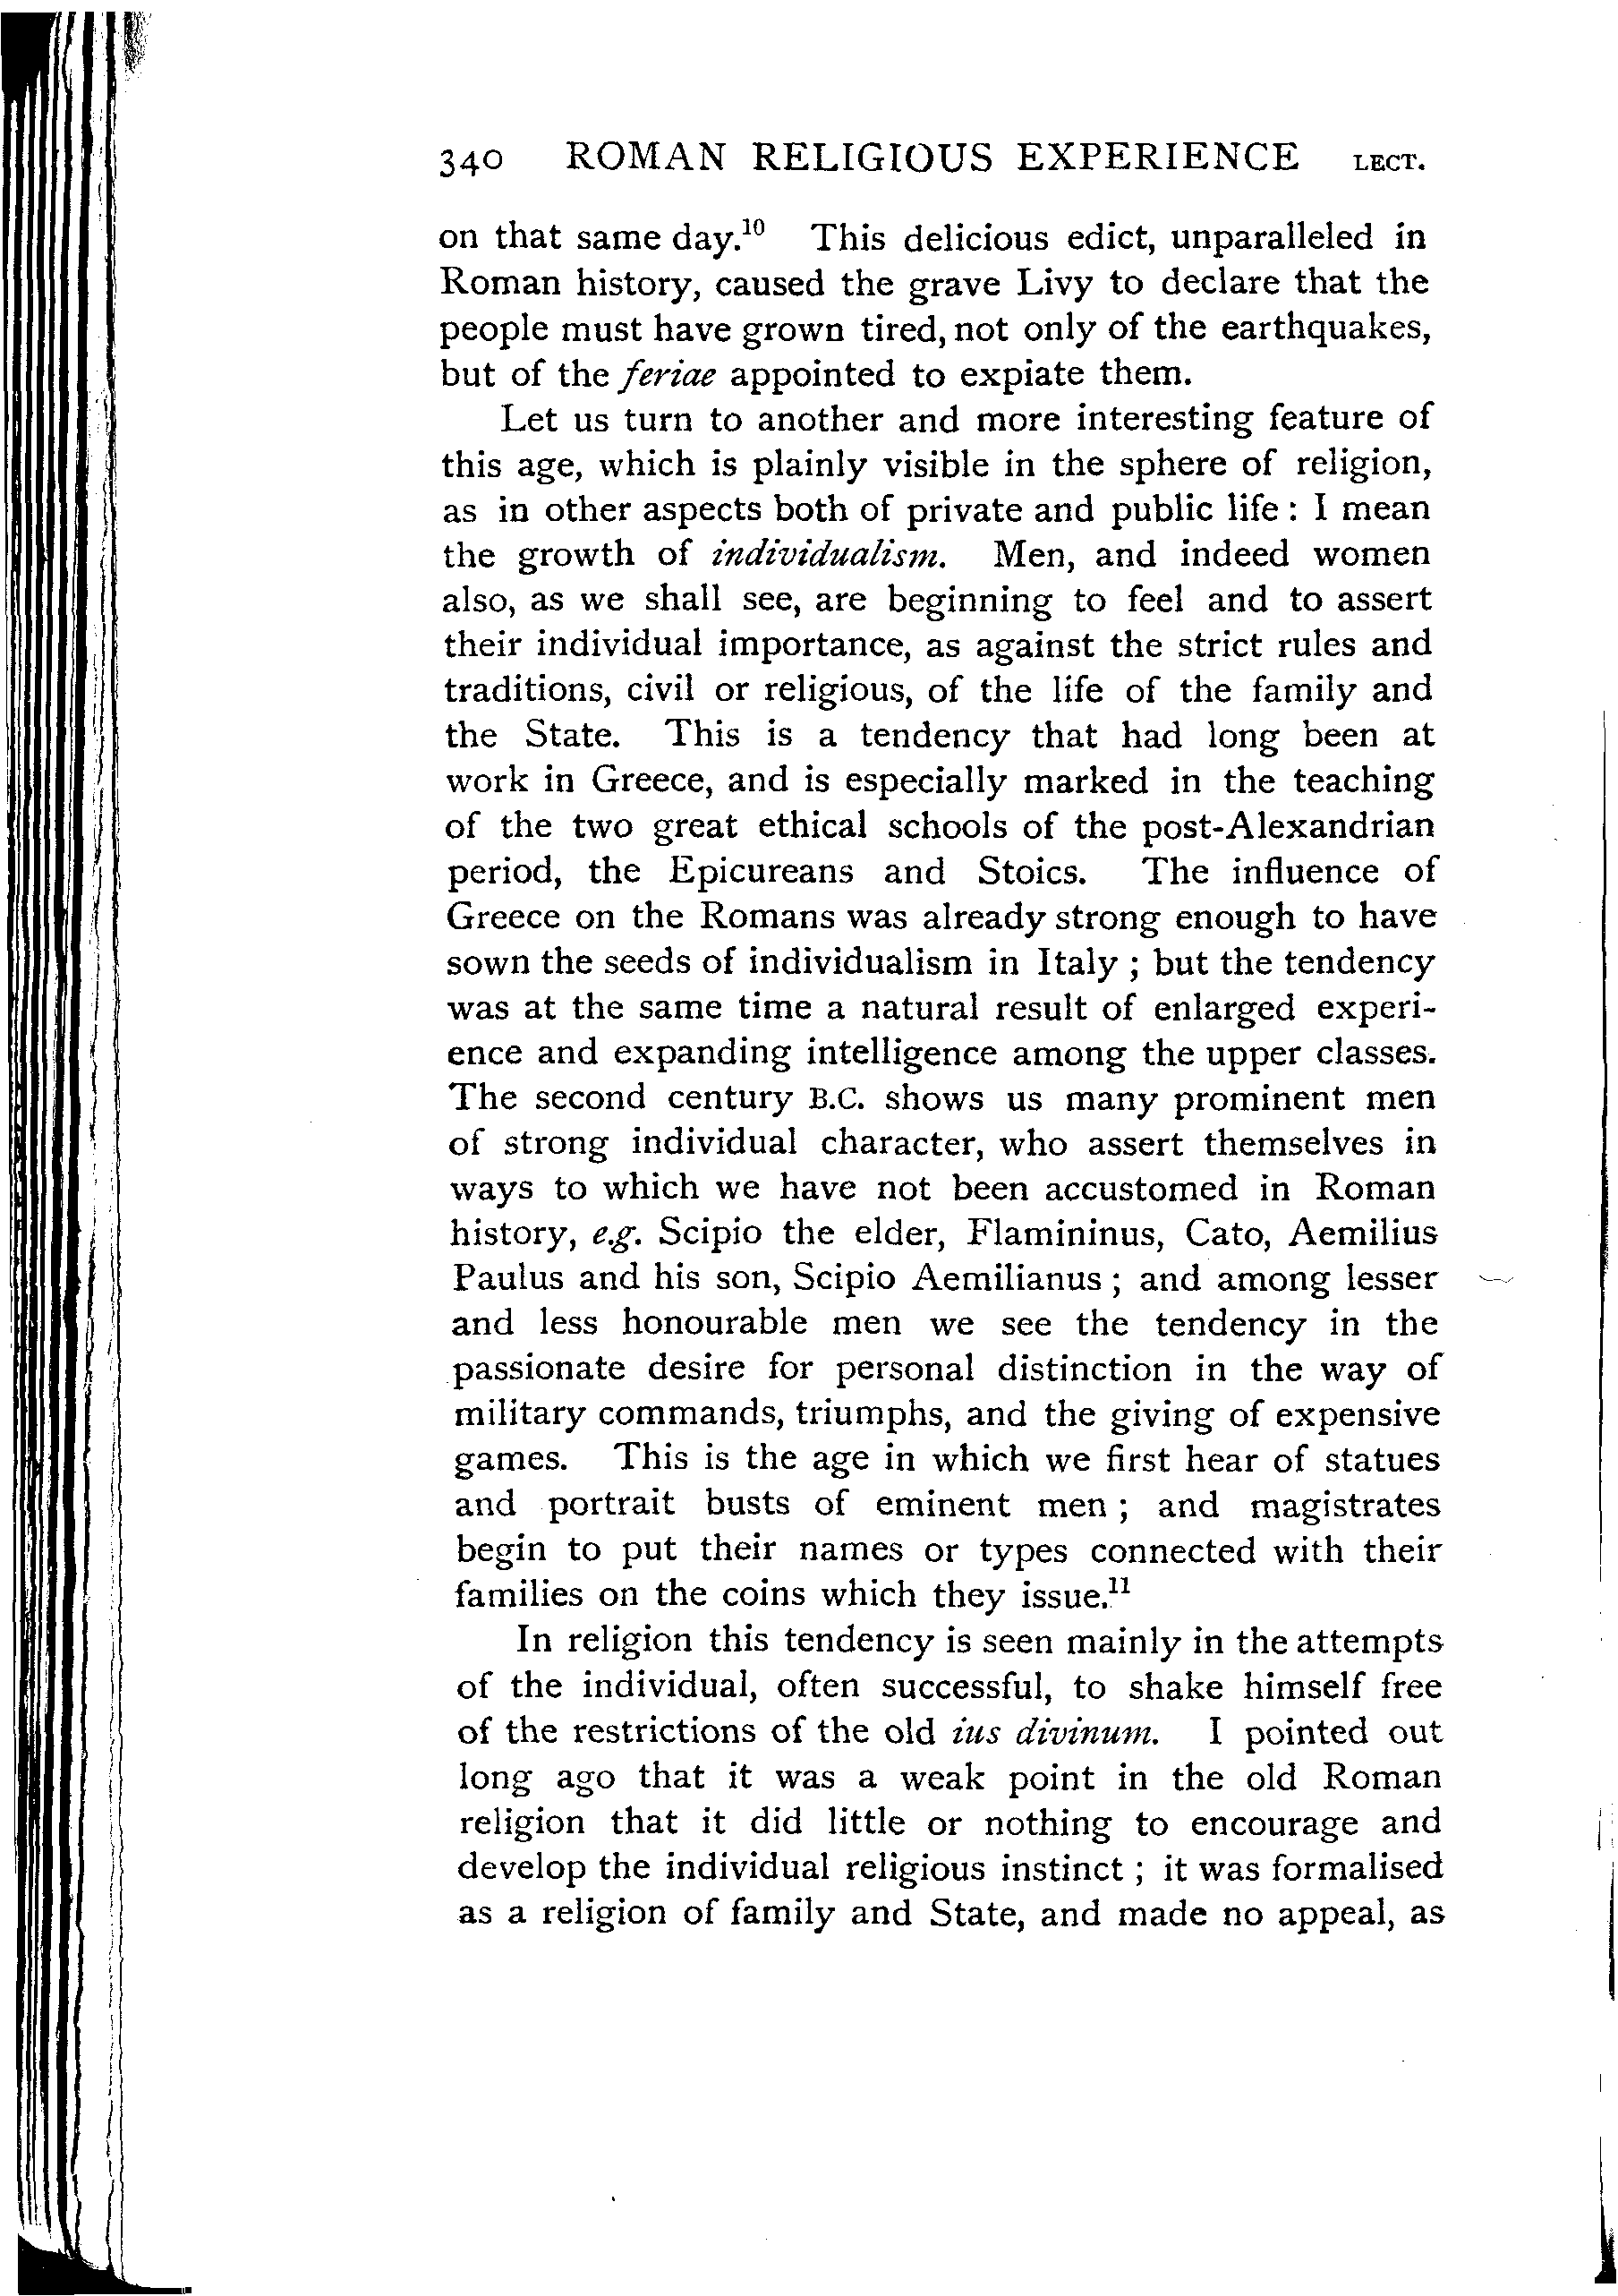 340 ROMAN RELIGIOUS EXPERIENCE LECT.
on that same day.¹⁰ This delicious edict, unparalleled in
Roman history, caused the grave Livy to declare that the
people must have grown tired, not only of the earthquakes,
but of the feriae appointed to expiate them.
Let us turn to another and more interesting feature of
this age, which is plainly visible in the sphere of religion,
as in other aspects both of private and public life : I mean
the growth of individualism. Men, and indeed women
also, as we shall see, are beginning to feel and to assert
their individual importance, as against the strict rules and
traditions, civil or religious, of the life of the family and
the State. This is a tendency that had long been at
work in Greece, and is especially marked in the teaching
of the two great ethical schools of the post-Alexandrian
period, the Epicureans and Stoics. The influence of
Greece on the Romans was already strong enough to have
sown the seeds of individualism in Italy ; but the tendency
was at the same time a natural result of enlarged experi-
ence and expanding intelligence among the upper classes.
The second century B.C. shows us many prominent men
of strong individual character, who assert themselves in
ways to which we have not been accustomed in Roman
history, e.g. Scipio the elder, Flamininus, Cato, Aemilius
Paulus and his son, Scipio Aemilianus ; and among lesser
and less honourable men we see the tendency in the
passionate desire for personal distinction in the way of
military commands, triumphs, and the giving of expensive
games. This is the age in which we first hear of statues
and portrait busts of eminent men ; and magistrates
begin to put their names or types connected with their
families on the coins which they issue.¹¹
In religion this tendency is seen mainly in the attempts
of the individual, often successful, to shake himself free
of the restrictions of the old ius divinum. I pointed out
long ago that it was a weak point in the old Roman
religion that it did little or nothing to encourage and
develop the individual religious instinct ; it was formalised
as a religion of family and State, and made no appeal, as